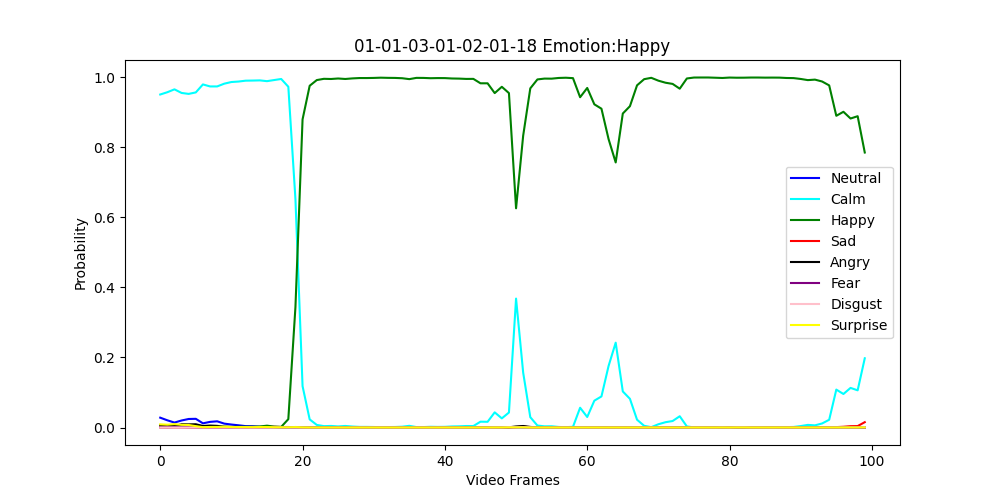 01-01-03-01-02-01-18 Emotion:Happy
Probability
1.0
0.8
0.6
0.4
0.2
0.0
Neutral
Calm
Happy
Sad
Angry
Fear
Disgust
Surprise
0 20 40 60 80 100
Video Frames